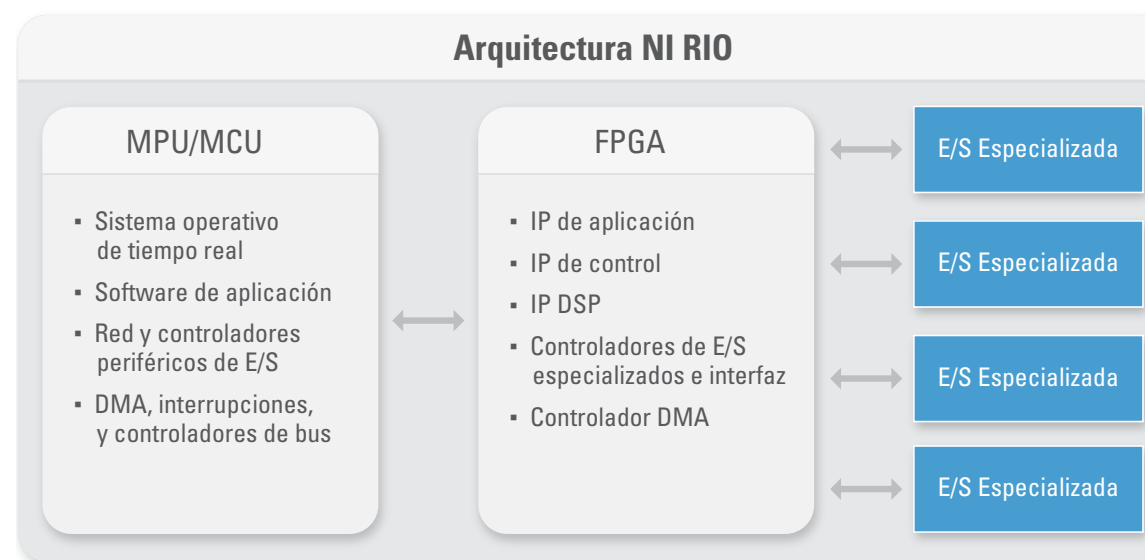 Arquitectura NI RIO
MPU/MCU
▪ Sistema operativo
de tiempo real
▪ Software de aplicación
▪ Red y controladores
periféricos de E/S
▪ DMA, interrupciones,
y controladores de bus
FPGA
▪ IP de aplicación
▪ IP de control
▪ IP DSP
▪ Controladores de E/S
especializados e interfaz
▪ Controlador DMA
E/S Especializada
E/S Especializada
E/S Especializada
E/S Especializada